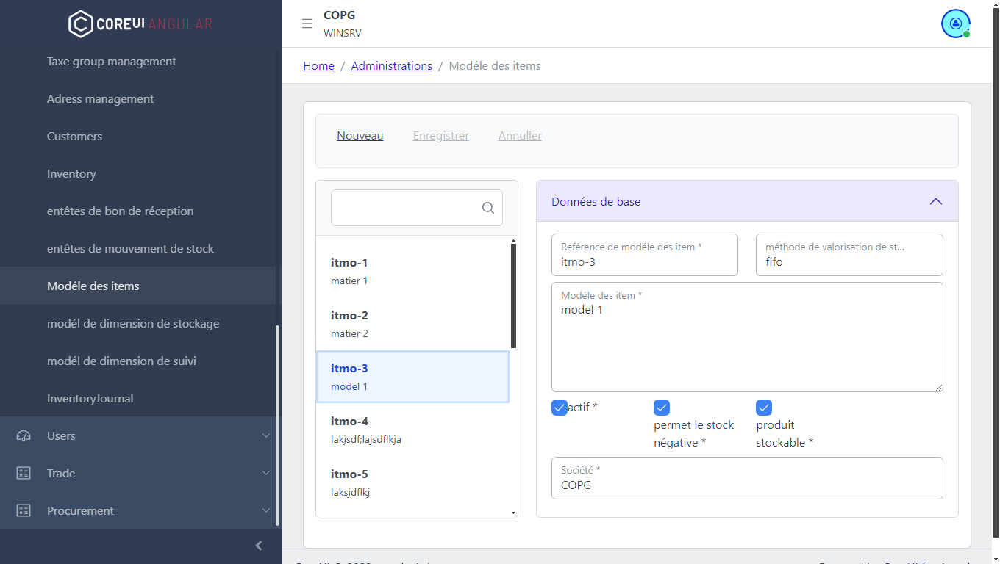 COREUI ANGULAR
Taxe group management
Adress management
Customers
Inventory
entêtes de bon de réception
entêtes de mouvement de stock
Modéle des items
modél de dimension de stockage
modél de dimension de suivi
InventoryJournal
Users
Trade
Procurement
COPG
WINSRV
Home / Administrations / Modéle des items
Nouveau Enregistrer Annuller
itmo-1
matier 1
itmo-2
matier 2
itmo-3
model 1
itmo-4
lakjsdf;lajsdflkja
itmo-5
laksjdflkj
Données de base
Reférence de modéle des item *
itmo-3
méthode de valorisation de st...
fifo
Modéle des item *
model 1
actif *
permet le stock
négative *
produit
stockable *
Société *
COPG